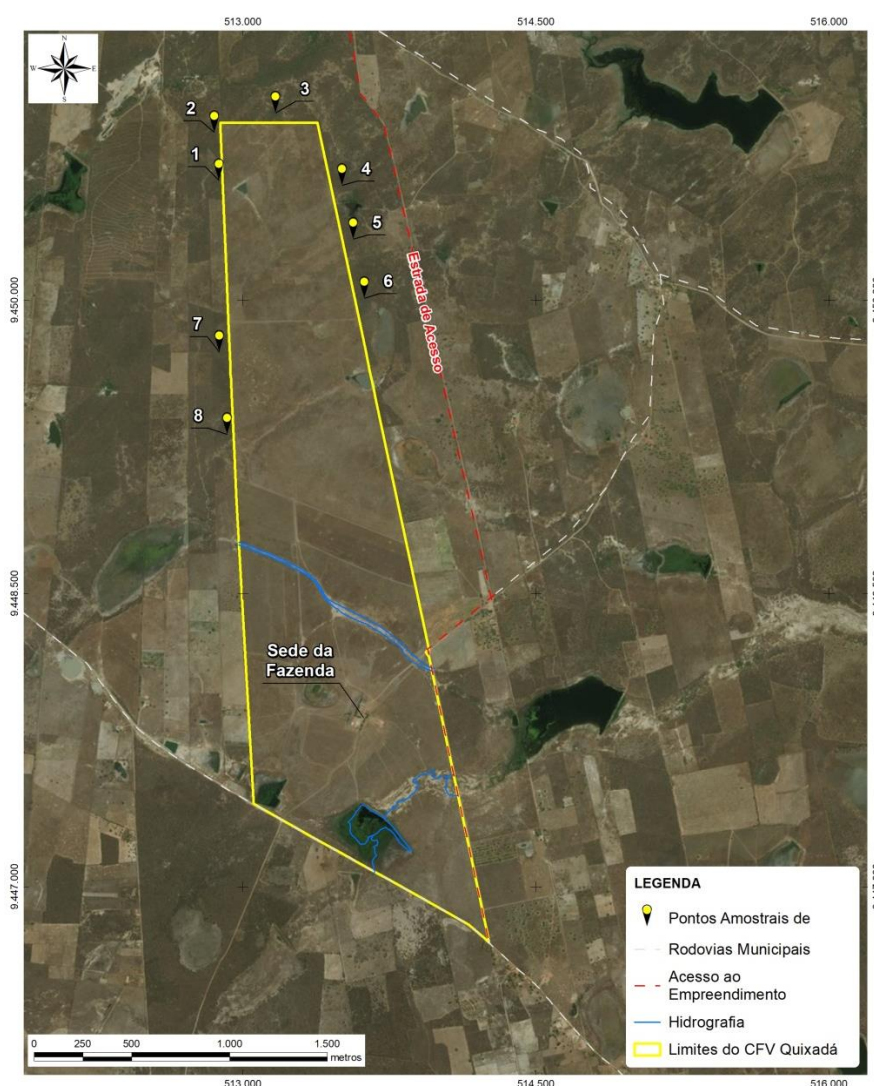 513.000
514.500
516.000
N
W
E
S
3
2
1
4
5
6
Estrada de Acesso
9.450.000
7
8
9.448.500
Sede da
Fazenda
9.447.000
LEGENDA
Pontos Amostrais de
Rodovias Municipais
Acesso ao
Empreendimento
Hidrografia
Limites do CFV Quixadá
0 250 500 1.000 1.500
metros
513.000
514.500
516.000